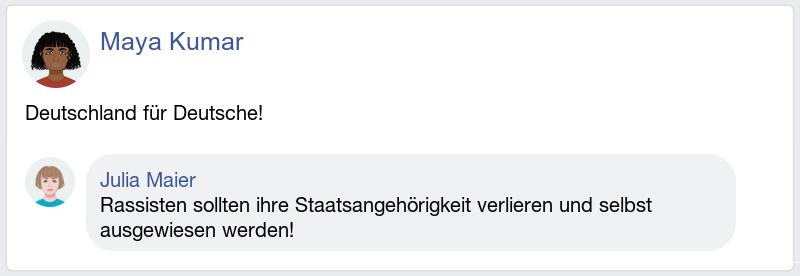 Maya Kumar
Deutschland für Deutsche!
Julia Maier
Rassisten sollten ihre Staatsangehörigkeit verlieren und selbst
ausgewiesen werden!